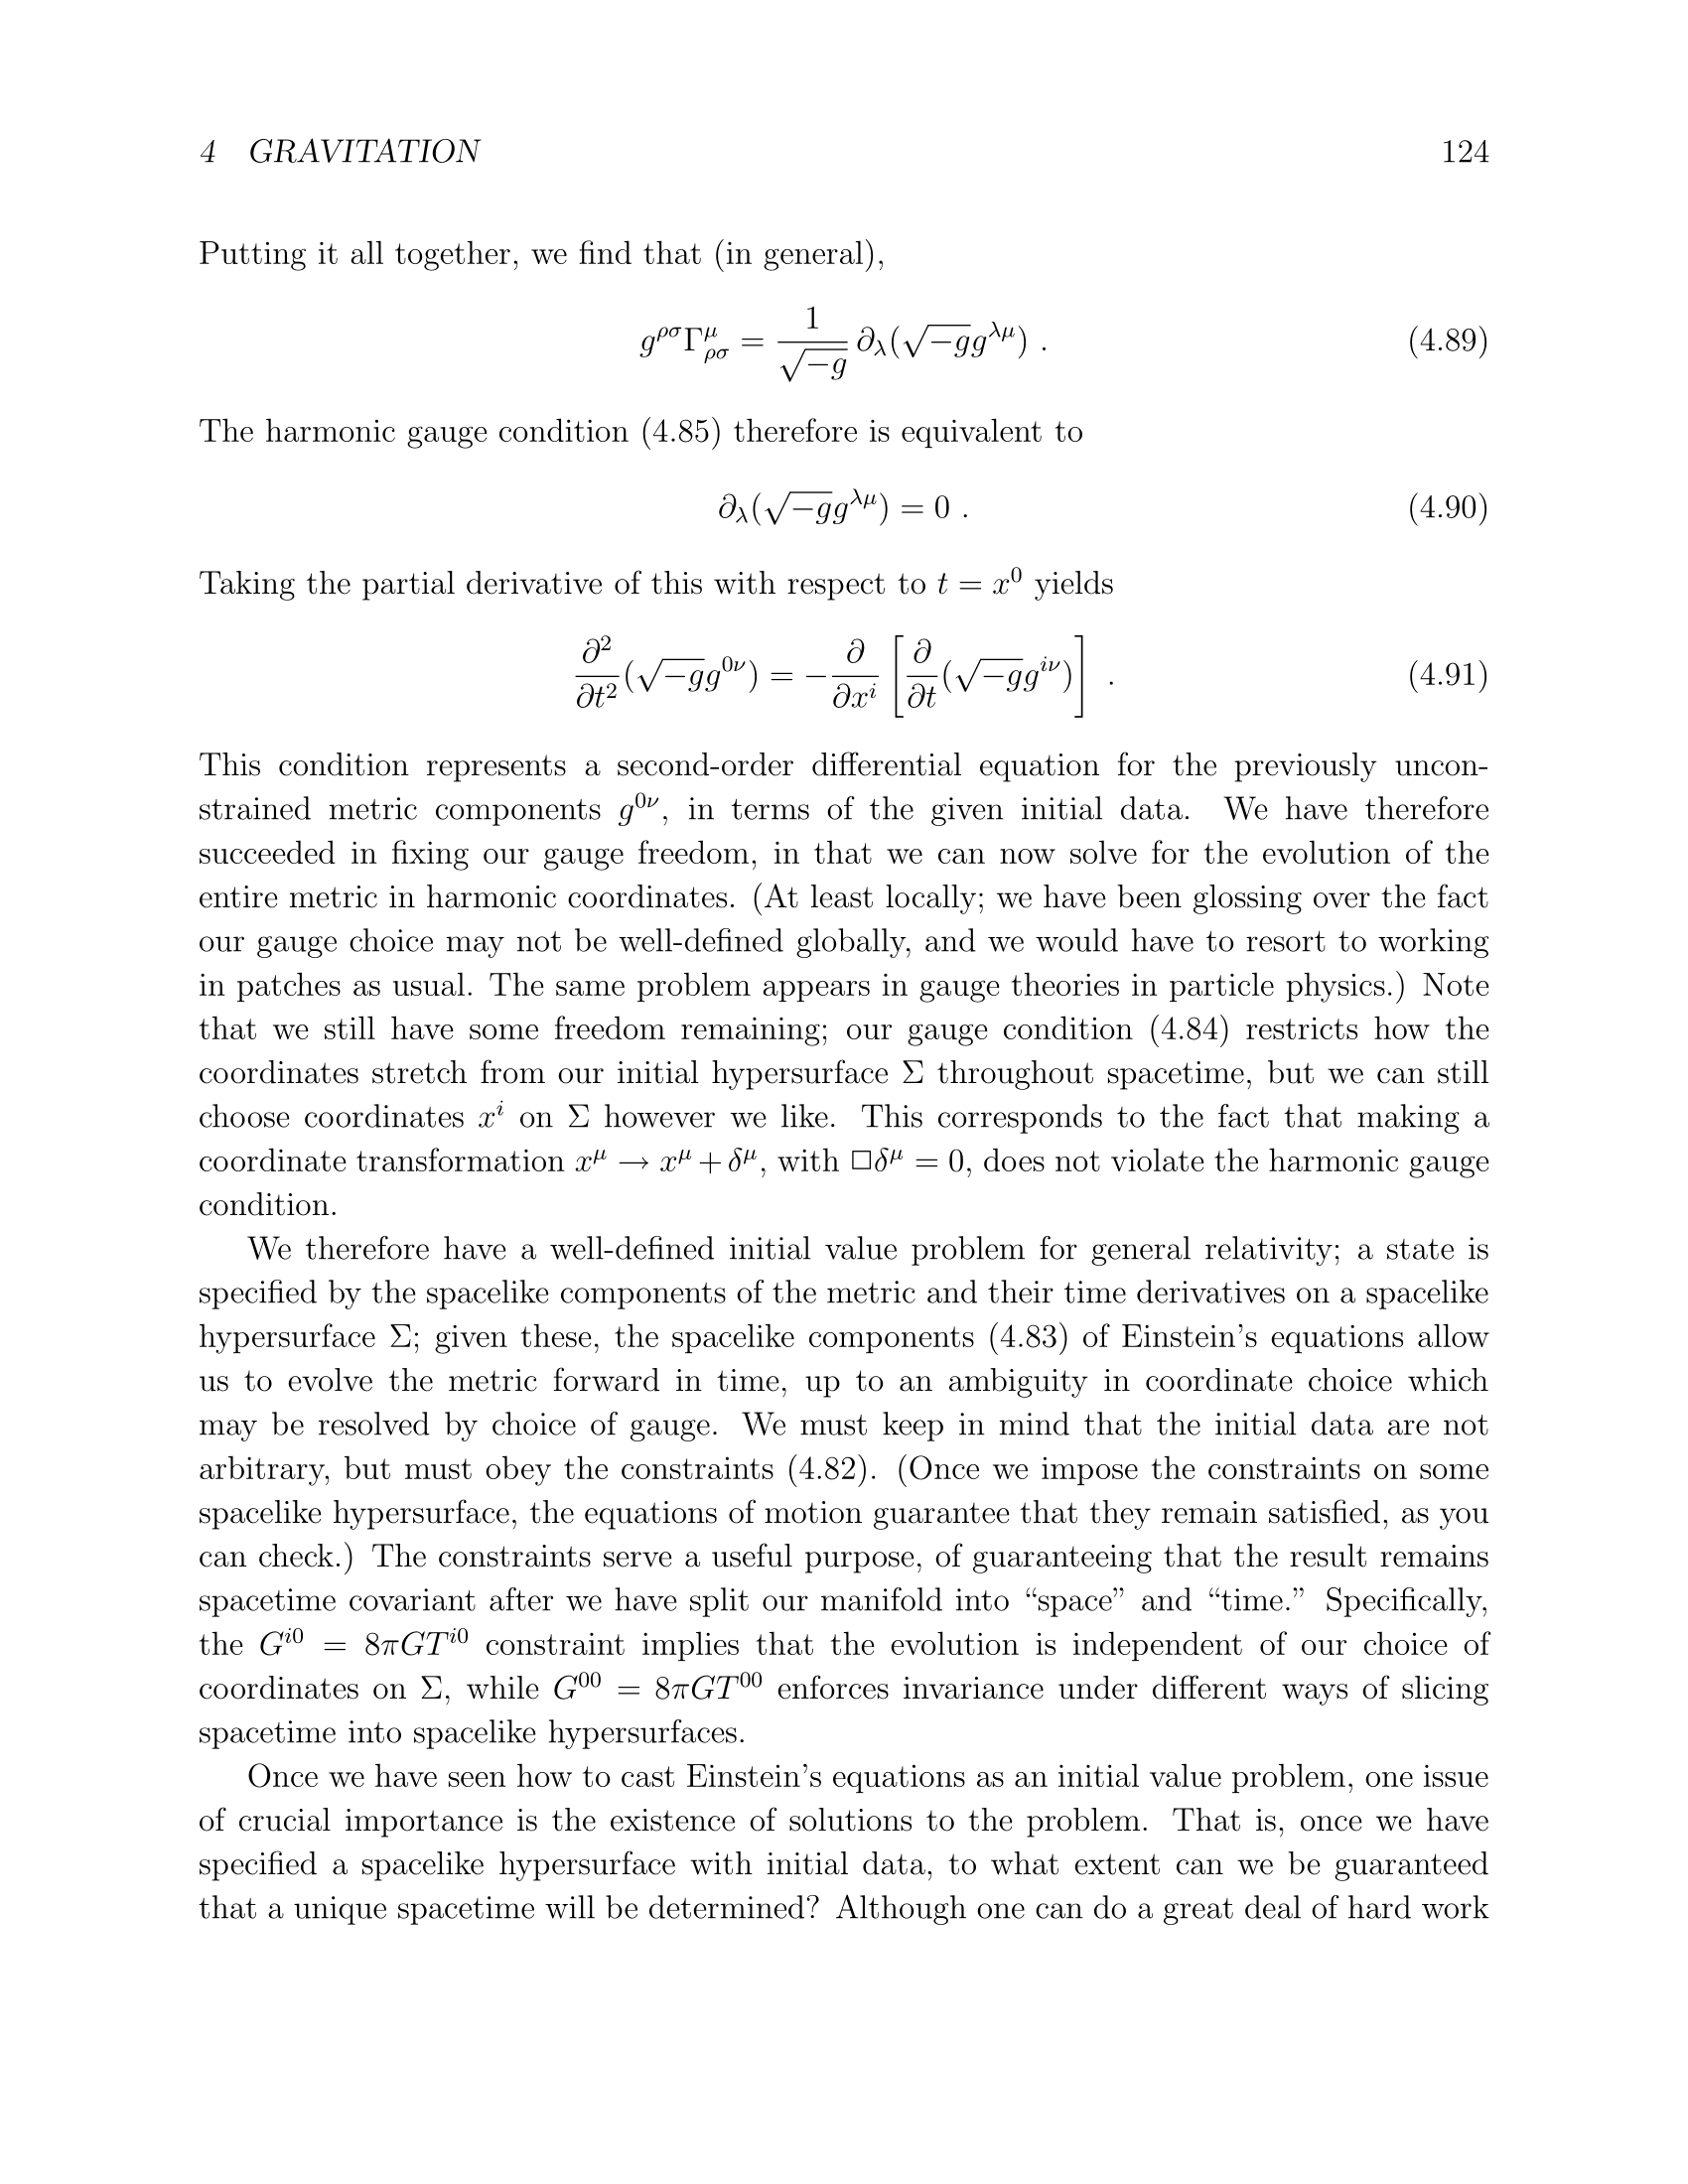 4 GRAVITATION 124
Putting it all together, we find that (in general),
$g^{\rho\sigma}\Gamma^{\mu}_{\rho\sigma} = \frac{1}{\sqrt{-g}}\,\partial_\lambda(\sqrt{-g}g^{\lambda\mu})$ . (4.89)
The harmonic gauge condition (4.85) therefore is equivalent to
$\partial_\lambda(\sqrt{-g}g^{\lambda\mu}) = 0$ . (4.90)
Taking the partial derivative of this with respect to $t = x^0$ yields
$\frac{\partial^2}{\partial t^2}(\sqrt{-g}g^{0\nu}) = -\frac{\partial}{\partial x^i}\left[\frac{\partial}{\partial t}(\sqrt{-g}g^{i\nu})\right]$ . (4.91)
This condition represents a second-order differential equation for the previously uncon-
strained metric components $g^{0\nu}$, in terms of the given initial data. We have therefore
succeeded in fixing our gauge freedom, in that we can now solve for the evolution of the
entire metric in harmonic coordinates. (At least locally; we have been glossing over the fact
our gauge choice may not be well-defined globally, and we would have to resort to working
in patches as usual. The same problem appears in gauge theories in particle physics.) Note
that we still have some freedom remaining; our gauge condition (4.84) restricts how the
coordinates stretch from our initial hypersurface Σ throughout spacetime, but we can still
choose coordinates $x^i$ on Σ however we like. This corresponds to the fact that making a
coordinate transformation $x^\mu \rightarrow x^\mu + \delta^\mu$, with $\Box\delta^\mu = 0$, does not violate the harmonic gauge
condition.
We therefore have a well-defined initial value problem for general relativity; a state is
specified by the spacelike components of the metric and their time derivatives on a spacelike
hypersurface Σ; given these, the spacelike components (4.83) of Einstein's equations allow
us to evolve the metric forward in time, up to an ambiguity in coordinate choice which
may be resolved by choice of gauge. We must keep in mind that the initial data are not
arbitrary, but must obey the constraints (4.82). (Once we impose the constraints on some
spacelike hypersurface, the equations of motion guarantee that they remain satisfied, as you
can check.) The constraints serve a useful purpose, of guaranteeing that the result remains
spacetime covariant after we have split our manifold into “space” and “time.” Specifically,
the $G^{i0} = 8\pi GT^{i0}$ constraint implies that the evolution is independent of our choice of
coordinates on Σ, while $G^{00} = 8\pi GT^{00}$ enforces invariance under different ways of slicing
spacetime into spacelike hypersurfaces.
Once we have seen how to cast Einstein's equations as an initial value problem, one issue
of crucial importance is the existence of solutions to the problem. That is, once we have
specified a spacelike hypersurface with initial data, to what extent can we be guaranteed
that a unique spacetime will be determined? Although one can do a great deal of hard work